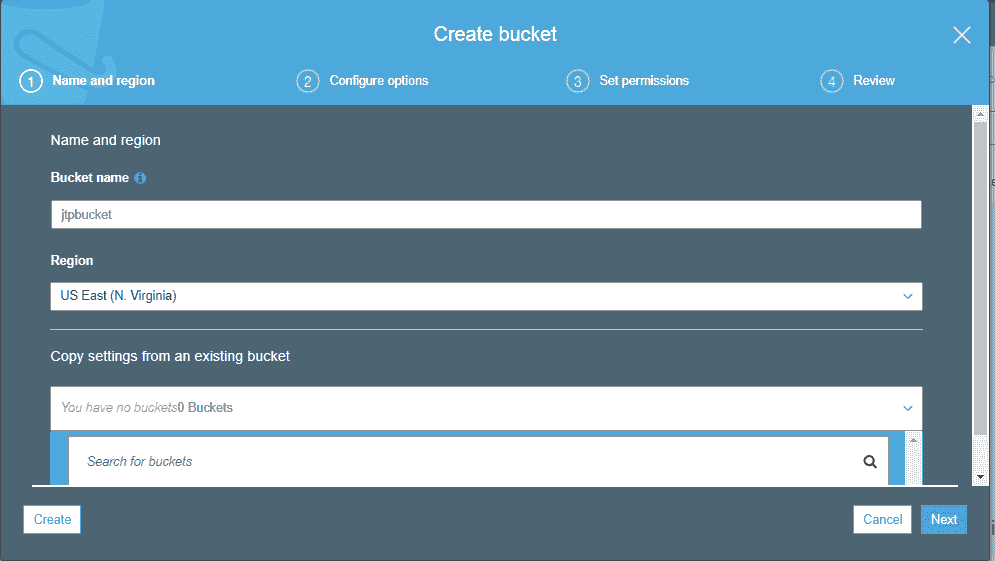 Create bucket
1 Name and region
2 Configure options
3 Set permissions
4 Review
Name and region
Bucket name
jtpbucket
Region
US East (N. Virginia)
Copy settings from an existing bucket
You have no buckets0 Buckets
Search for buckets
Create
Cancel
Next